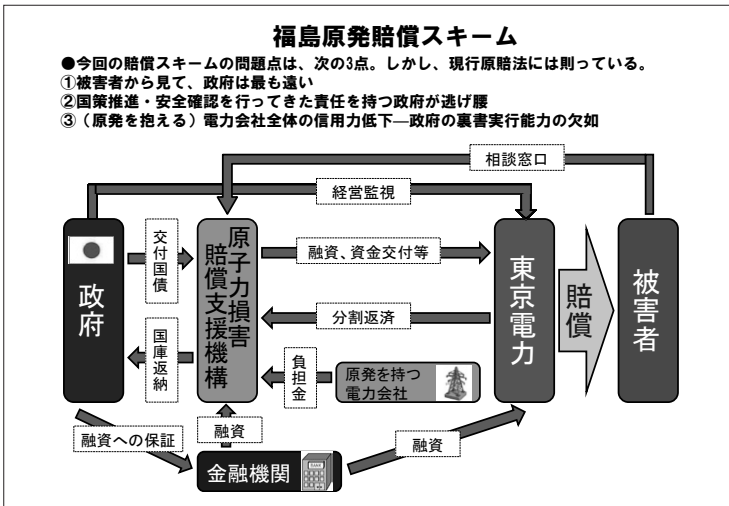 福島原発賠償スキーム
●今回の賠償スキームの問題点は、次の3点。しかし、現行原賠法には則っている。
①被害者から見て、政府は最も遠い
②国策推進・安全確認を行ってきた責任を持つ政府が逃げ腰
③（原発を抱える）電力会社全体の信用力低下―政府の裏書実行能力の欠如
相談窓口
経営監視
政府
交付国債
原子力損害
賠償支援機構
融資、資金交付等
東京電力
賠償
被害者
分割返済
国庫返納
負担金
原発を持つ
電力会社
融資への保証
融資
融資
金融機関